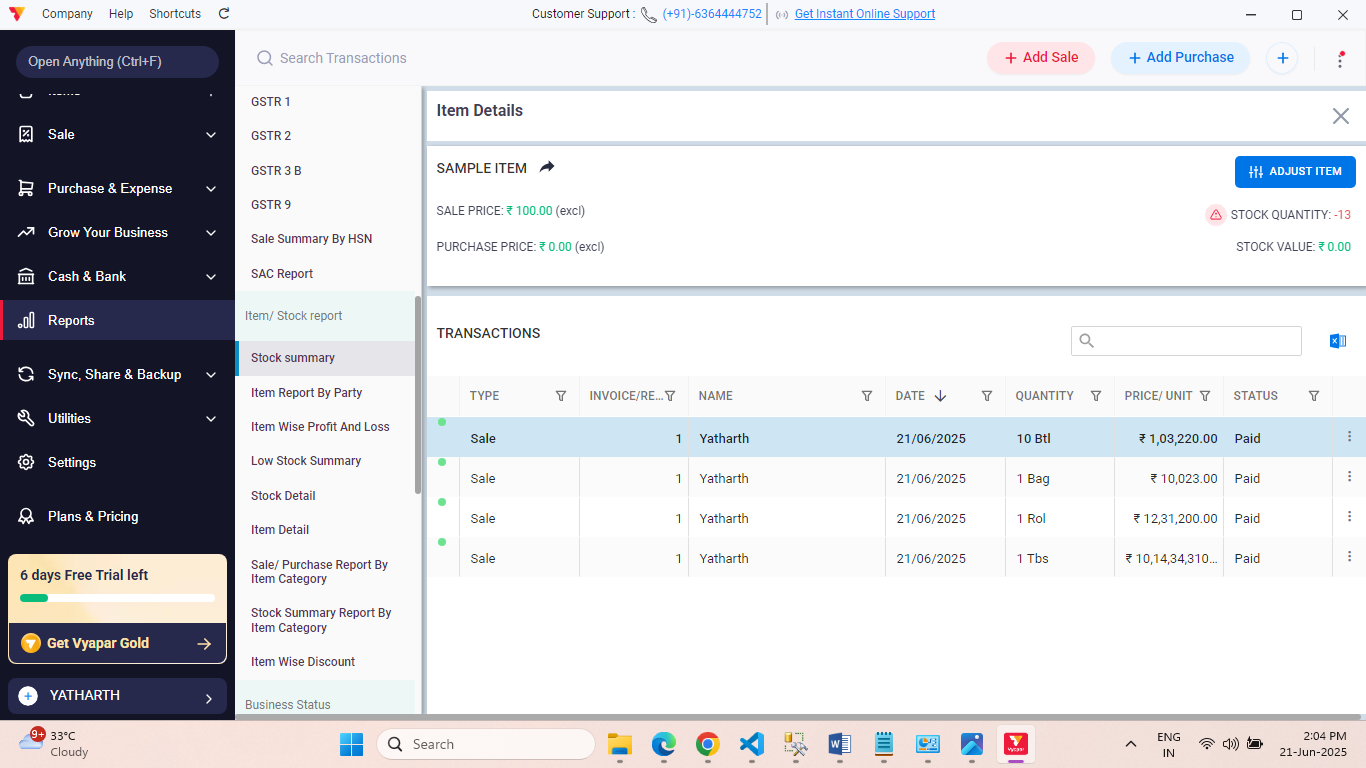 Company Help Shortcuts
Customer Support : (+91)-6364444752 Get Instant Online Support
Open Anything (Ctrl+F)
Search Transactions
+ Add Sale
+ Add Purchase
Sale
Purchase & Expense
Grow Your Business
Cash & Bank
Reports
Sync, Share & Backup
Utilities
Settings
Plans & Pricing
6 days Free Trial left
Get Vyapar Gold
YATHARTH
GSTR 1
GSTR 2
GSTR 3 B
GSTR 9
Sale Summary By HSN
SAC Report
Item/ Stock report
Stock summary
Item Report By Party
Item Wise Profit And Loss
Low Stock Summary
Stock Detail
Item Detail
Sale/ Purchase Report By
Item Category
Stock Summary Report By
Item Category
Item Wise Discount
Business Status
Item Details
SAMPLE ITEM
ADJUST ITEM
SALE PRICE: ₹ 100.00 (excl)
STOCK QUANTITY: -13
PURCHASE PRICE: ₹ 0.00 (excl)
STOCK VALUE: ₹ 0.00
TRANSACTIONS
TYPE INVOICE/RE... NAME DATE QUANTITY PRICE/ UNIT STATUS
Sale 1 Yatharth 21/06/2025 10 Btl ₹ 1,03,220.00 Paid
Sale 1 Yatharth 21/06/2025 1 Bag ₹ 10,023.00 Paid
Sale 1 Yatharth 21/06/2025 1 Rol ₹ 12,31,200.00 Paid
Sale 1 Yatharth 21/06/2025 1 Tbs ₹ 10,14,34,310... Paid
9+
33°C
Cloudy
Search
Vyapar
ENG
IN
2:04 PM
21-Jun-2025